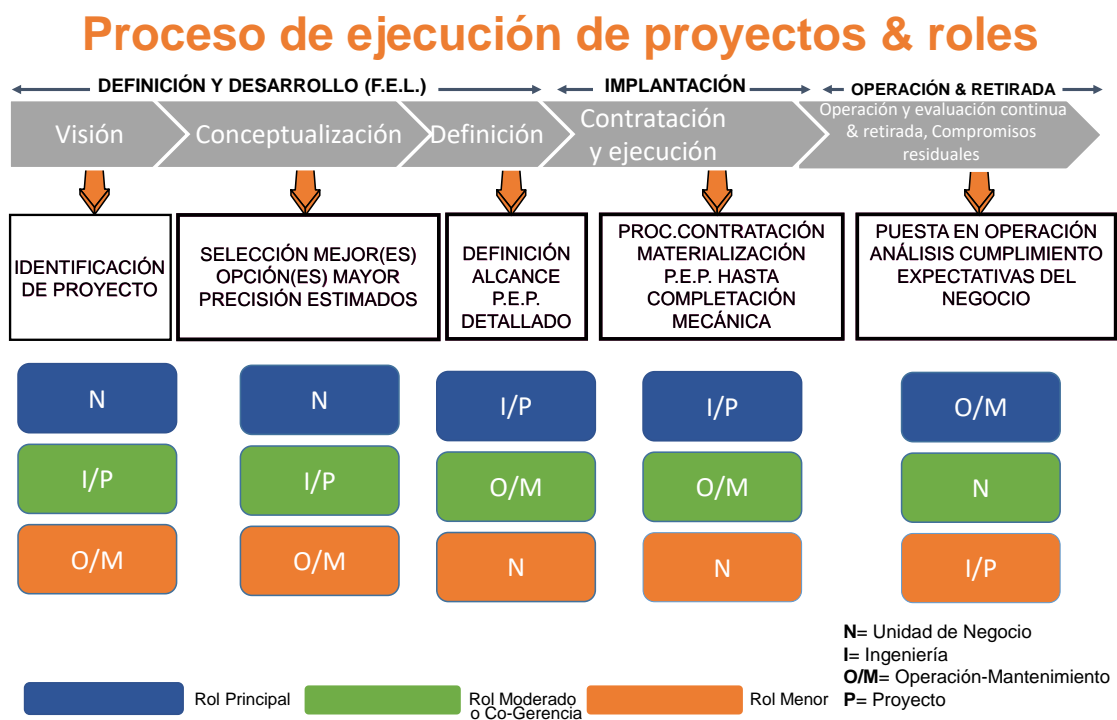 Proceso de ejecución de proyectos & roles
DEFINICIÓN Y DESARROLLO (F.E.L.)
IMPLANTACIÓN
OPERACIÓN & RETIRADA
Visión
Conceptualización
Definición
Contratación
y ejecución
Operación y evaluación continua
& retirada, Compromisos
residuales
IDENTIFICACIÓN
DE PROYECTO
SELECCIÓN MEJOR(ES)
OPCIÓN(ES) MAYOR
PRECISIÓN ESTIMADOS
DEFINICIÓN
ALCANCE
P.E.P.
DETALLADO
PROC.CONTRATACIÓN
MATERIALIZACIÓN
P.E.P. HASTA
COMPLETACIÓN
MECÁNICA
PUESTA EN OPERACIÓN
ANÁLISIS CUMPLIMIENTO
EXPECTATIVAS DEL
NEGOCIO
N
N
I/P
I/P
O/M
I/P
I/P
O/M
O/M
N
O/M
O/M
N
N
I/P
N= Unidad de Negocio
I= Ingeniería
O/M= Operación-Mantenimiento
P= Proyecto
Rol Principal
Rol Moderado
o Co-Gerencia
Rol Menor